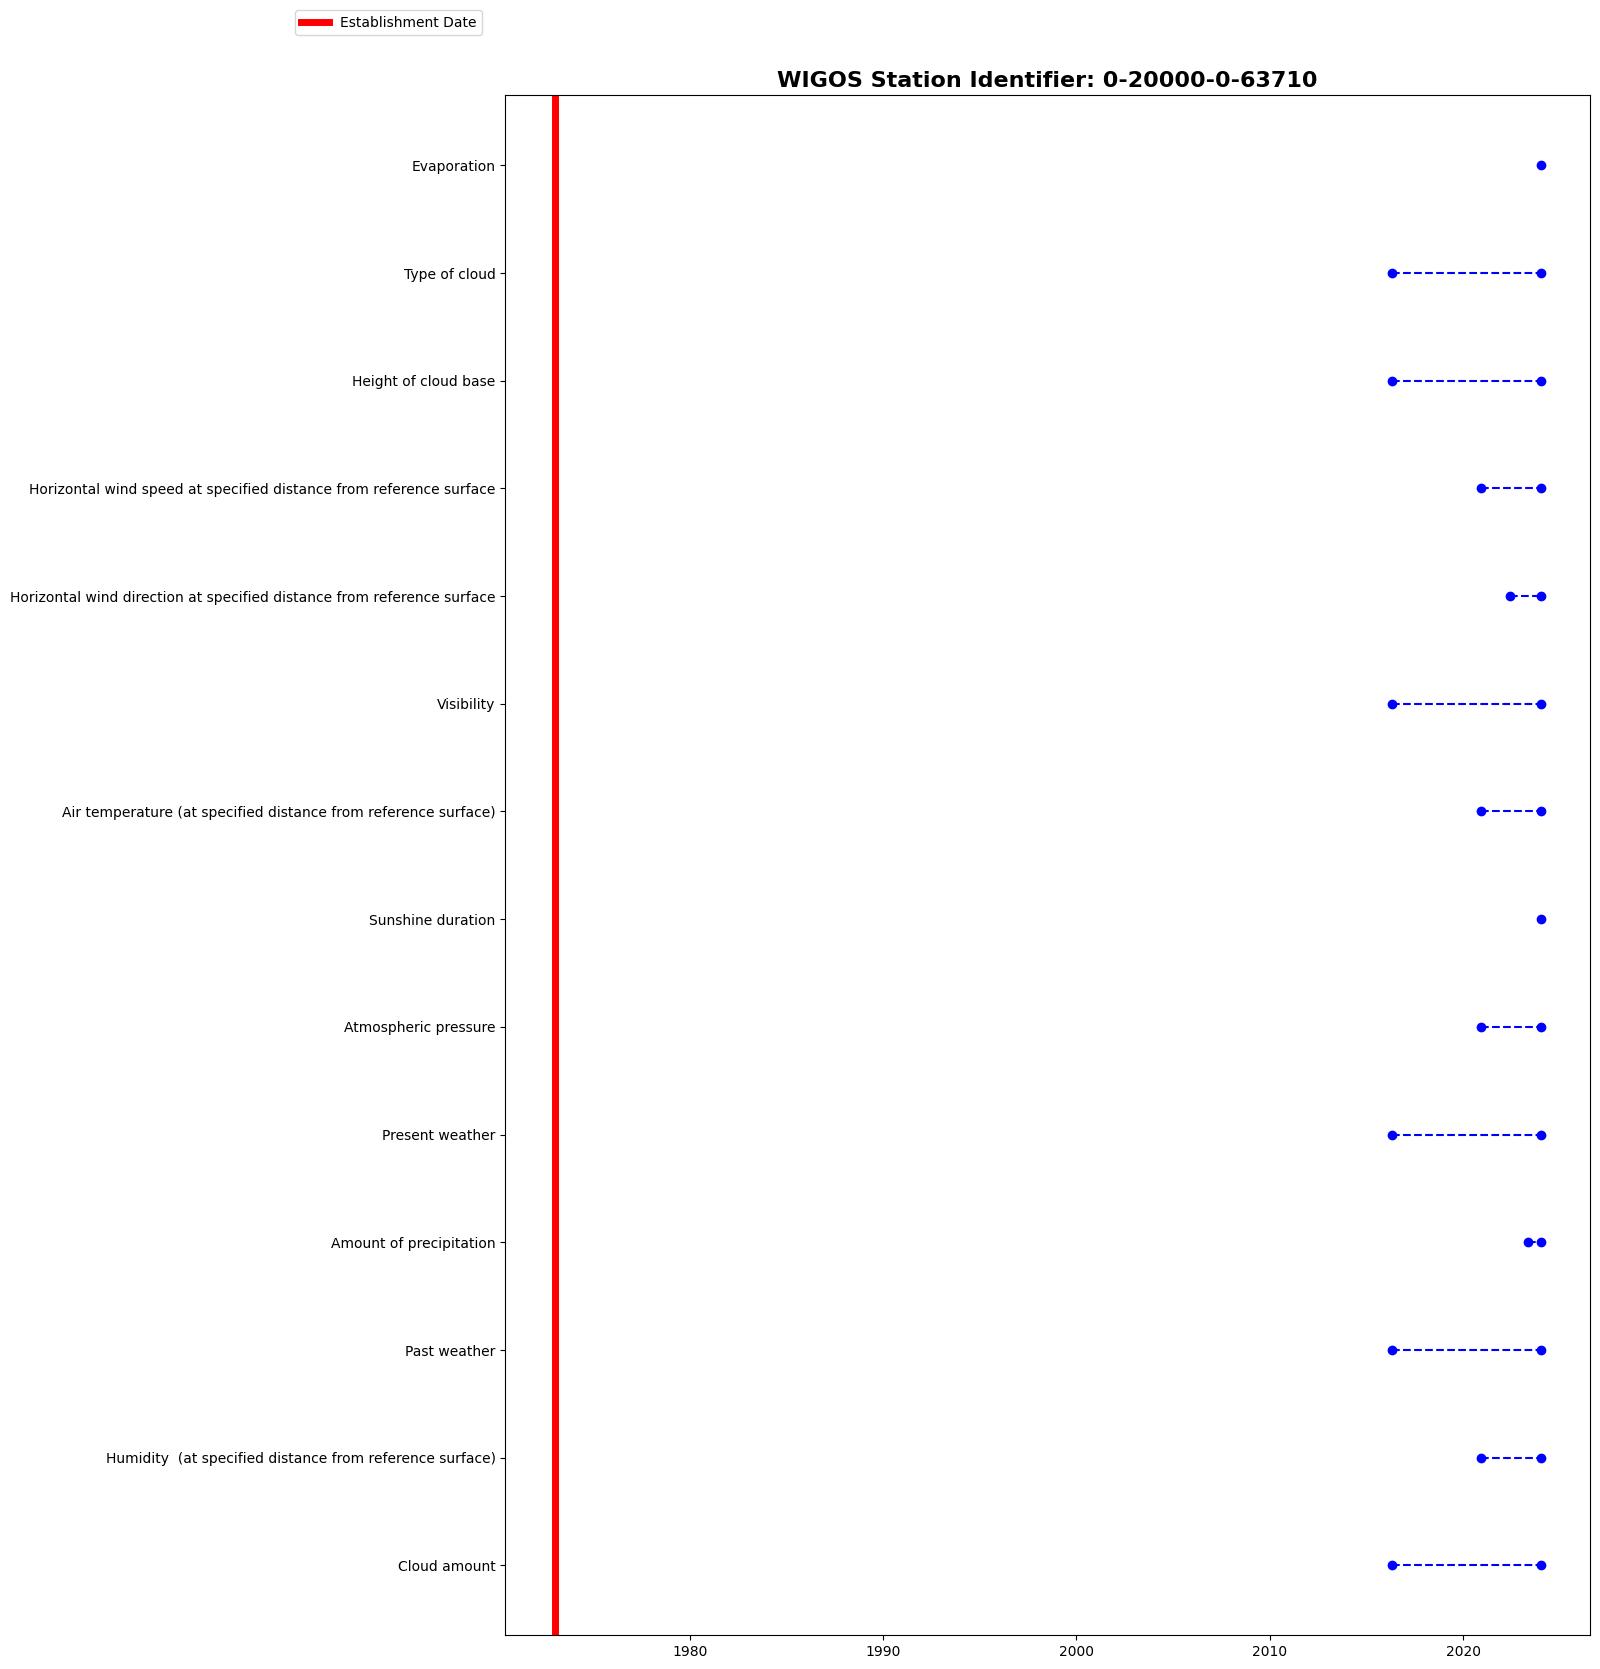 Establishment Date
WIGOS Station Identifier: 0-20000-0-63710
Evaporation
Type of cloud
Height of cloud base
Horizontal wind speed at specified distance from reference surface
Horizontal wind direction at specified distance from reference surface
Visibility
Air temperature (at specified distance from reference surface)
Sunshine duration
Atmospheric pressure
Present weather
Amount of precipitation
Past weather
Humidity  (at specified distance from reference surface)
Cloud amount
1980 1990 2000 2010 2020